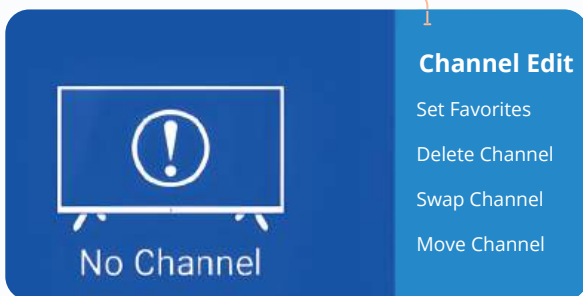 No Channel
Channel Edit
Set Favorites
Delete Channel
Swap Channel
Move Channel